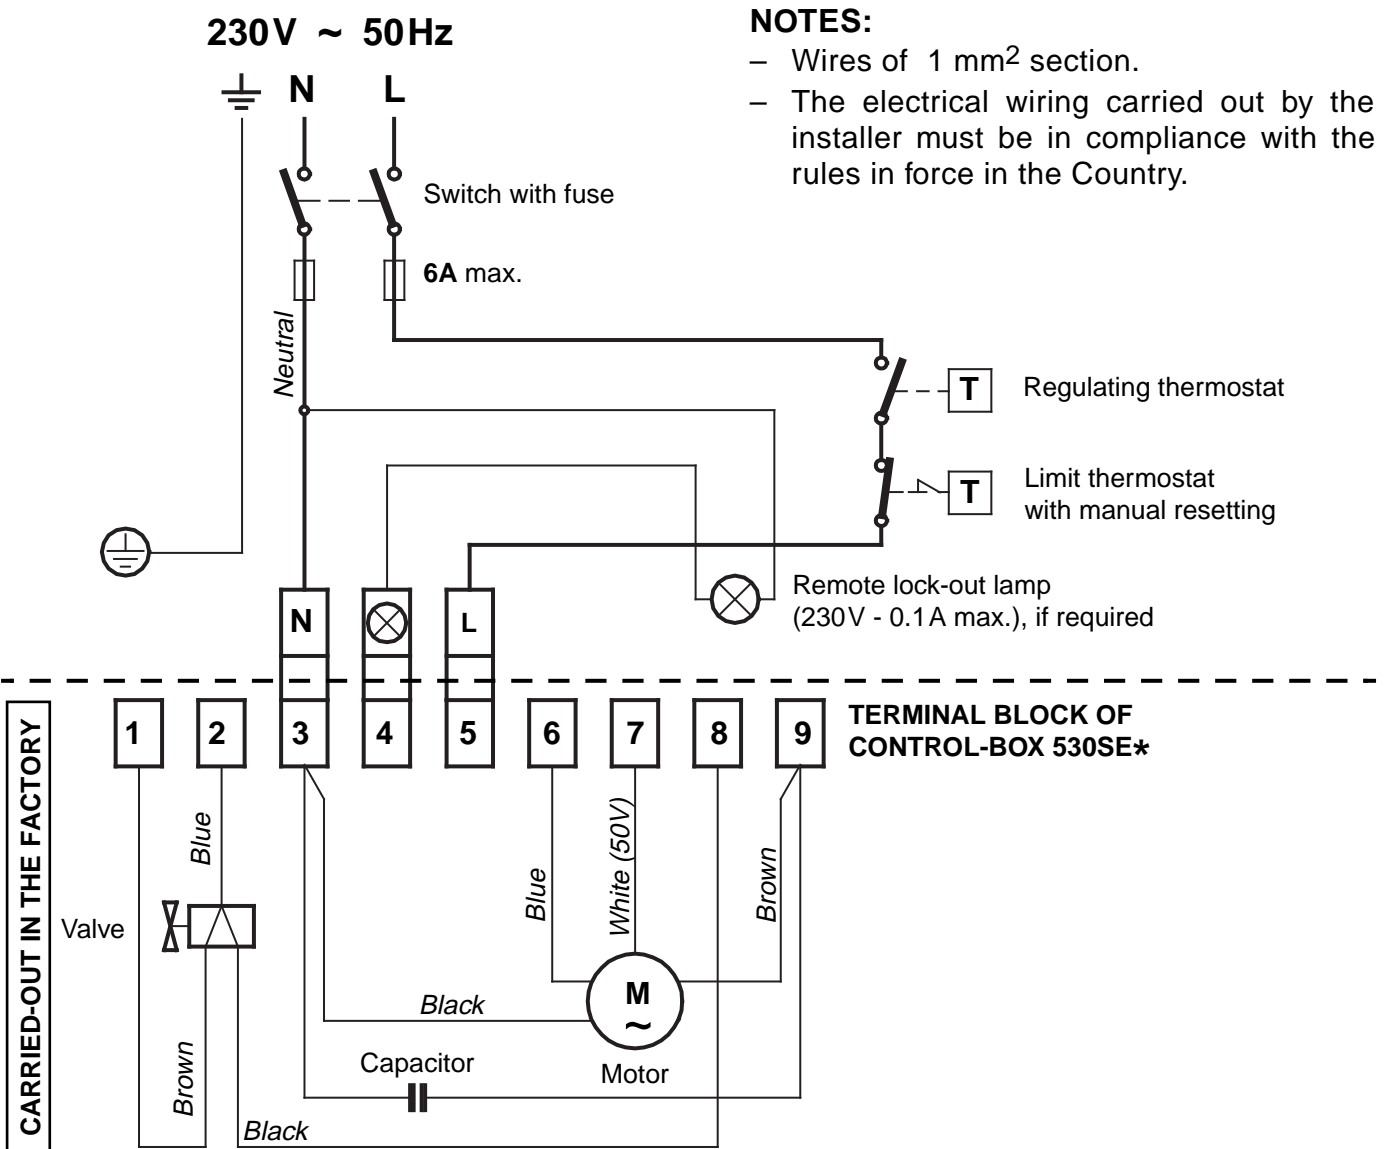 230V ~ 50Hz
N L
NOTES:
– Wires of 1 mm² section.
– The electrical wiring carried out by the
installer must be in compliance with the
rules in force in the Country.
Switch with fuse
6A max.
Neutral
T Regulating thermostat
T Limit thermostat
with manual resetting
Remote lock-out lamp
(230V - 0.1A max.), if required
N L
1 2 3 4 5 6 7 8 9
TERMINAL BLOCK OF
CONTROL-BOX 530SE*
CARRIED-OUT IN THE FACTORY
Blue
Valve
Blue
White (50V)
Brown
M
~
Black
Capacitor
Motor
Brown
Black